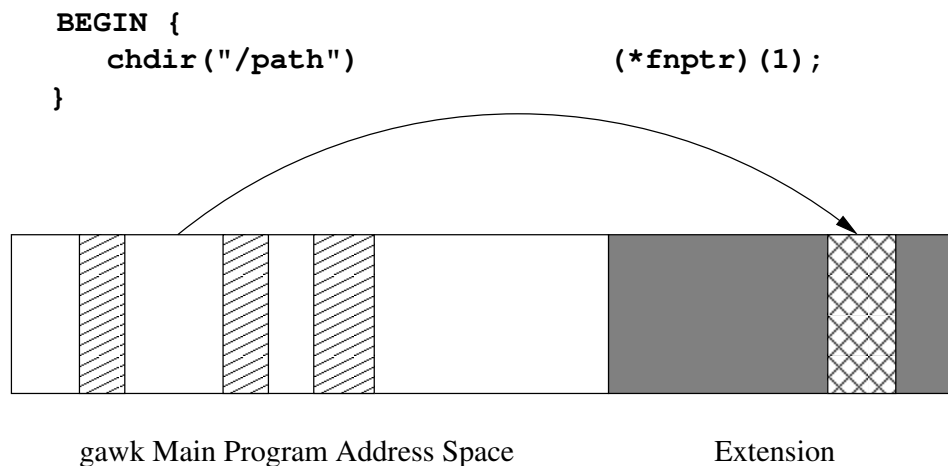 BEGIN {
chdir("/path") (*fnptr)(1);
}
gawk Main Program Address Space Extension